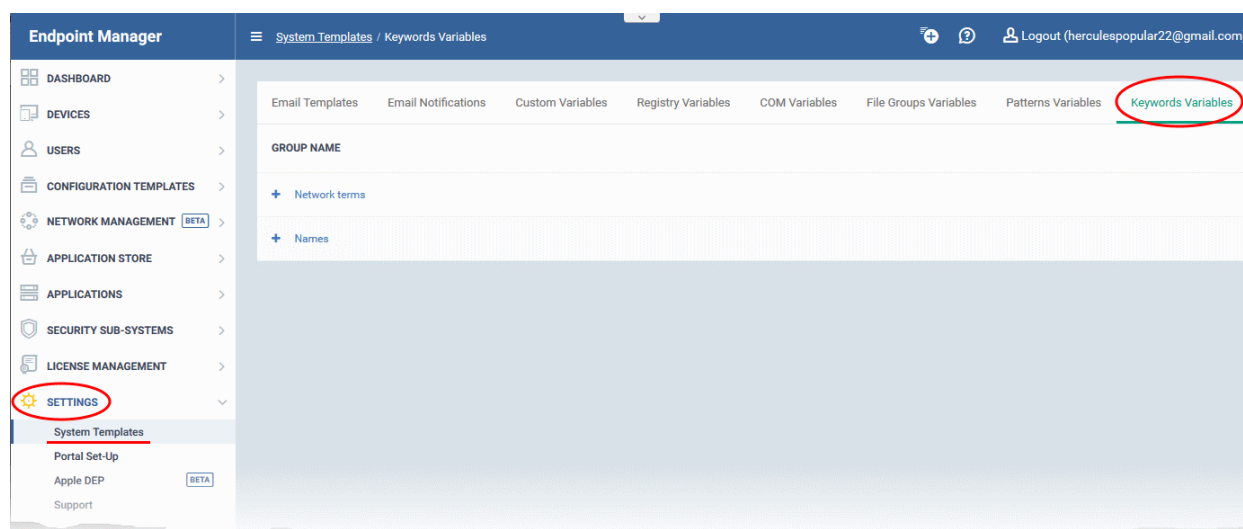 Endpoint Manager
System Templates / Keywords Variables
Logout (herculespopular22@gmail.com
DASHBOARD
DEVICES
USERS
CONFIGURATION TEMPLATES
NETWORK MANAGEMENT BETA
APPLICATION STORE
APPLICATIONS
SECURITY SUB-SYSTEMS
LICENSE MANAGEMENT
SETTINGS
System Templates
Portal Set-Up
Apple DEP BETA
Support
Email Templates Email Notifications Custom Variables Registry Variables COM Variables File Groups Variables Patterns Variables Keywords Variables
GROUP NAME
+ Network terms
+ Names